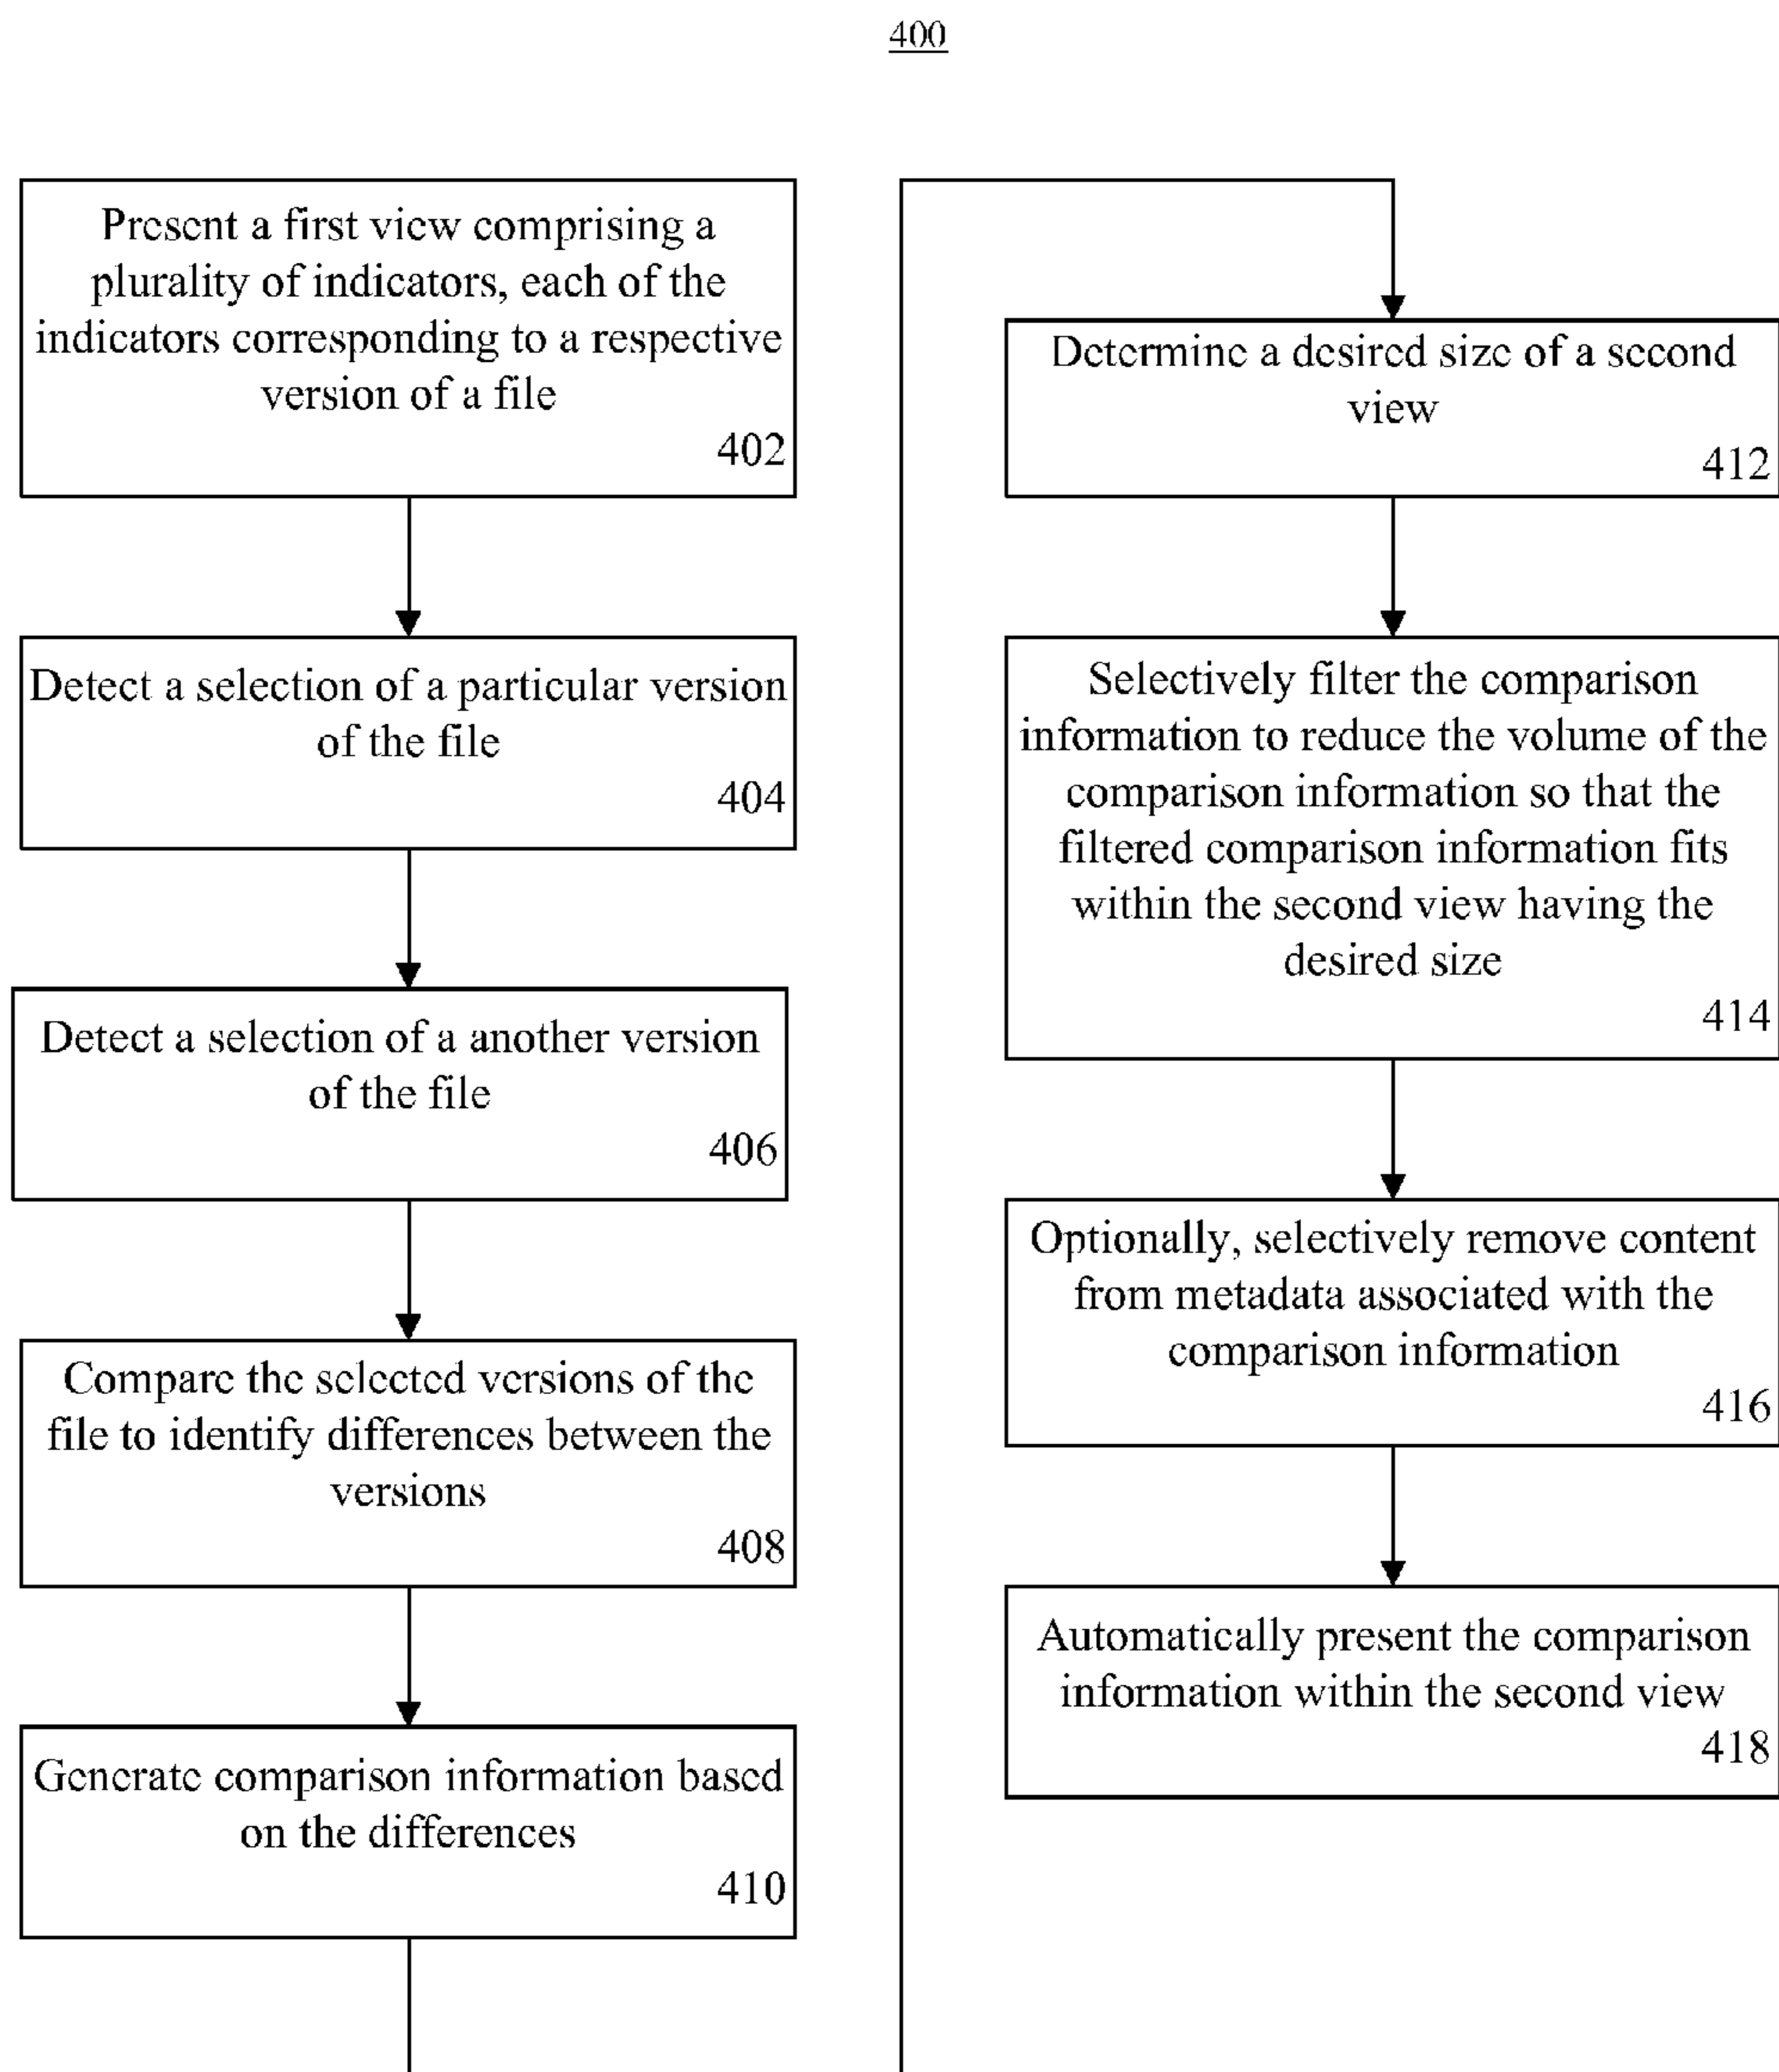 400
Present a first view comprising a
plurality of indicators, each of the
indicators corresponding to a respective
version of a file
402
Detect a selection of a particular version
of the file
404
Detect a selection of a another version
of the file
406
Compare the selected versions of the
file to identify differences between the
versions
408
Generate comparison information based
on the differences
410
Determine a desired size of a second
view
412
Selectively filter the comparison
information to reduce the volume of the
comparison information so that the
filtered comparison information fits
within the second view having the
desired size
414
Optionally, selectively remove content
from metadata associated with the
comparison information
416
Automatically present the comparison
information within the second view
418